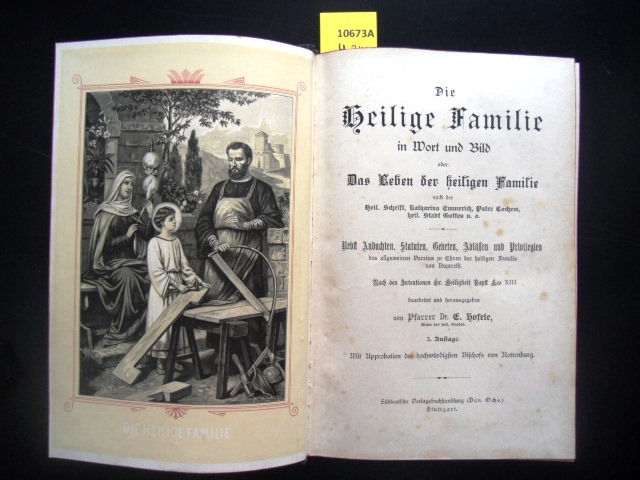 10673A
DIE HEILIGE FAMILIE
Die
Heilige Familie
in Wort und Bild
oder
Das Leben der heiligen Familie
nach der
Heil. Schrift, Katharina Emmerich, Pater Cochem,
heil. Stadt Gottes u. a.
Nebst Andachten, Statuten, Gebeten, Ablässen und Privilegien
des allgemeinen Vereins zu Ehren der heiligen Familie
von Nazareth.
Nach den Intentionen Sr. Heiligkeit Papst Leo XIII
bearbeitet und herausgegeben
von Pfarrer Dr. E. Hofele,
5. Auflage.
Mit Approbation des hochwürdigsten Bischofs von Rottenburg.
Süddeutsche Verlagsbuchhandlung (Dan. Ochs.)
Stuttgart.